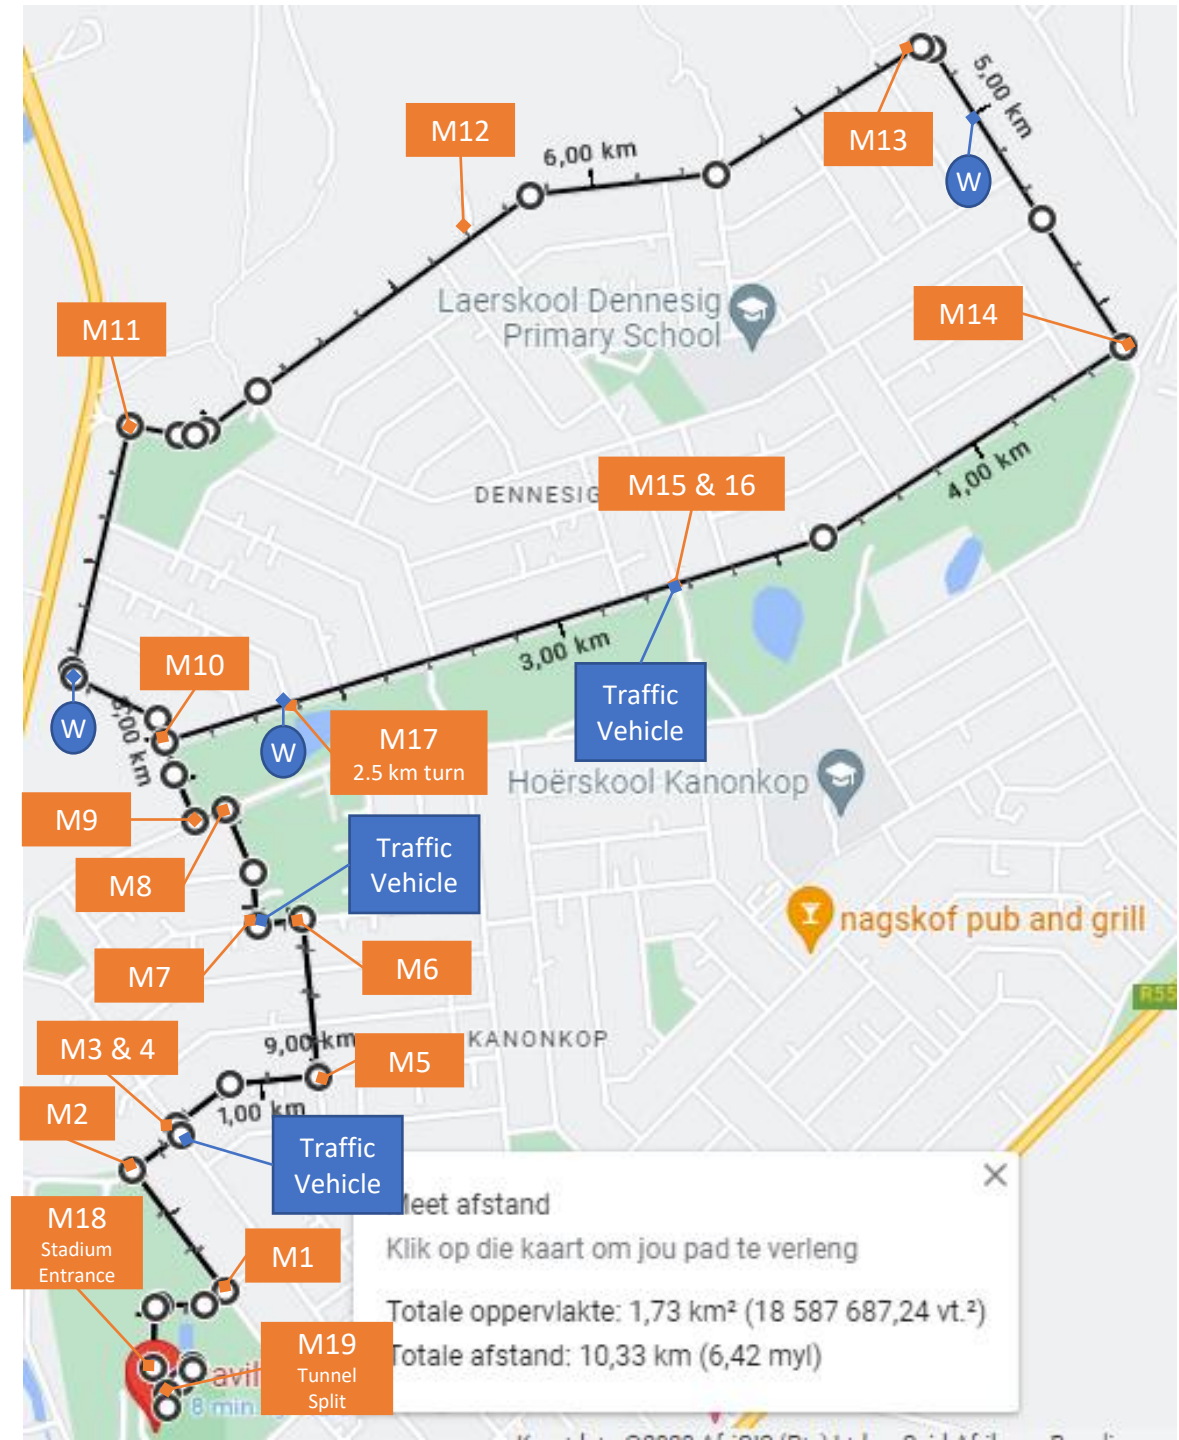 5,00 km
M12
M13
6,00 km
W
Laerskool Dennesig
Primary School
M14
M11
4,00 km
DENNESIG
M15 & 16
3,00 km
M10
Traffic
Vehicle
W
W
M17
2.5 km turn
Hoërskool Kanonkop
M9
Traffic
Vehicle
M8
nagskof pub and grill
M7
M6
R55
9,00 km
KANONKOP
M3 & 4
M5
M2
1,00 km
Traffic
Vehicle
Meet afstand
M18
Stadium
Entrance
M1
Klik op die kaart om jou pad te verleng
Totale oppervlakte: 1,73 km² (18 587 687,24 vt.²)
M19
Tunnel
Split
Totale afstand: 10,33 km (6,42 myl)
8 min